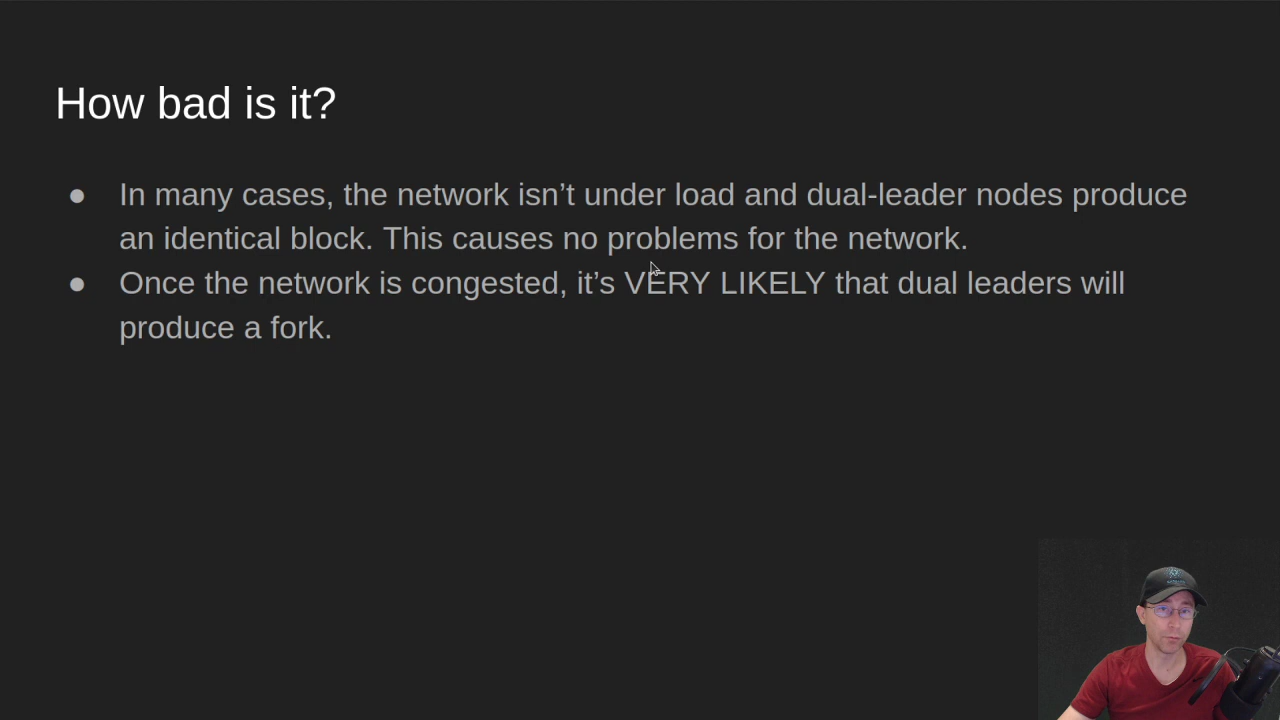 How bad is it?
● In many cases, the network isn’t under load and dual-leader nodes produce
an identical block. This causes no problems for the network.
● Once the network is congested, it’s VERY LIKELY that dual leaders will
produce a fork.